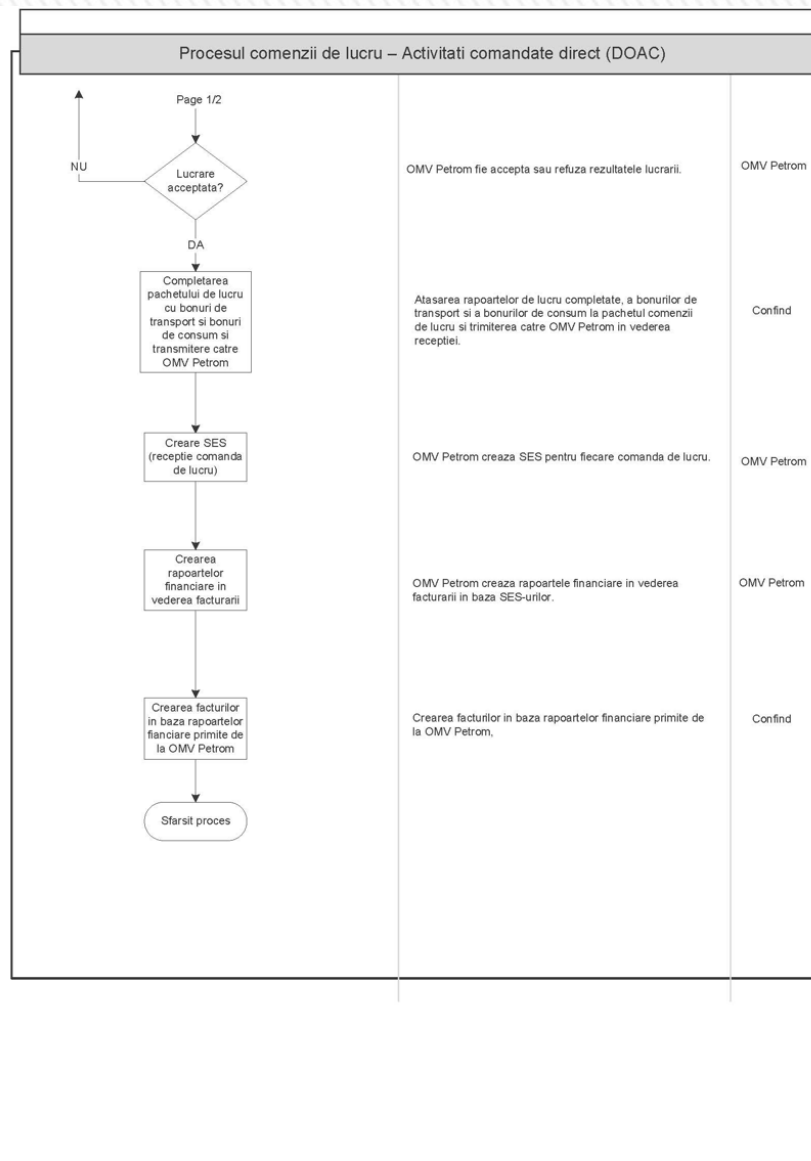 Procesul comenzii de lucru – Activitati comandate direct (DOAC)
Page 1/2
NU
Lucrare
acceptata?
OMV Petrom fie accepta sau refuza rezultatele lucrarii.
OMV Petrom
DA
Completarea
pachetului de lucru
cu bonuri de
transport si bonuri
de consum si
transmitere catre
OMV Petrom
Atasarea rapoartelor de lucru completate, a bonurilor de
transport si a bonurilor de consum la pachetul comenzii
de lucru si trimiterea catre OMV Petrom in vederea
receptiei.
Confind
Creare SES
(receptie comanda
de lucru)
OMV Petrom creaza SES pentru fiecare comanda de lucru.
OMV Petrom
Crearea
rapoartelor
financiare in
vederea facturarii
OMV Petrom creaza rapoartele financiare in vederea
facturarii in baza SES-urilor.
OMV Petrom
Crearea facturilor
in baza rapoartelor
fianciare primite de
la OMV Petrom
Crearea facturilor in baza rapoartelor financiare primite de
la OMV Petrom,
Confind
Sfarsit proces